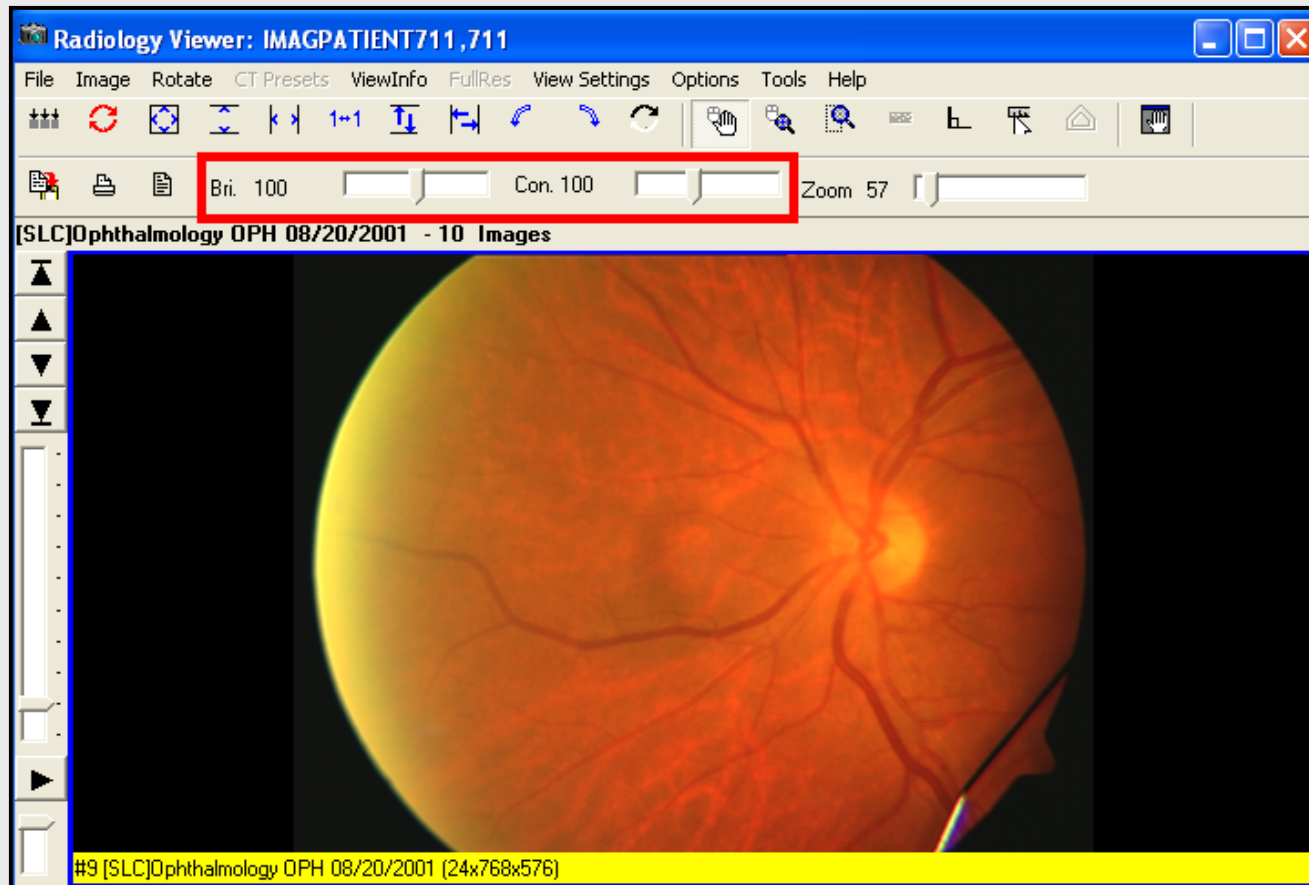 Radiology Viewer: IMAGPATIENT711,711
File Image Rotate CT Presets ViewInfo FullRes View Settings Options Tools Help
1↔1
Bri. 100 Con. 100 Zoom 57
[SLC]Ophthalmology OPH 08/20/2001 - 10 Images
#9 [SLC]Ophthalmology OPH 08/20/2001 (24x768x576)